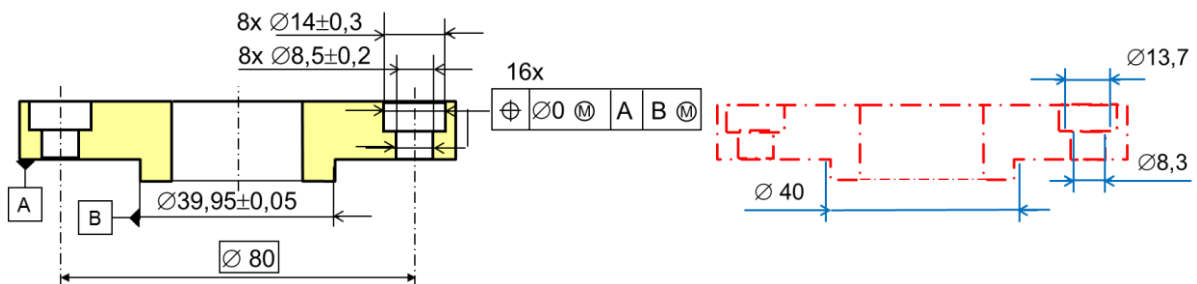 8x ∅14±0,3
8x ∅8,5±0,2
16x
⌖ ∅0 Ⓜ A B Ⓜ
A
B
∅39,95±0,05
∅ 80
∅13,7
∅8,3
∅ 40